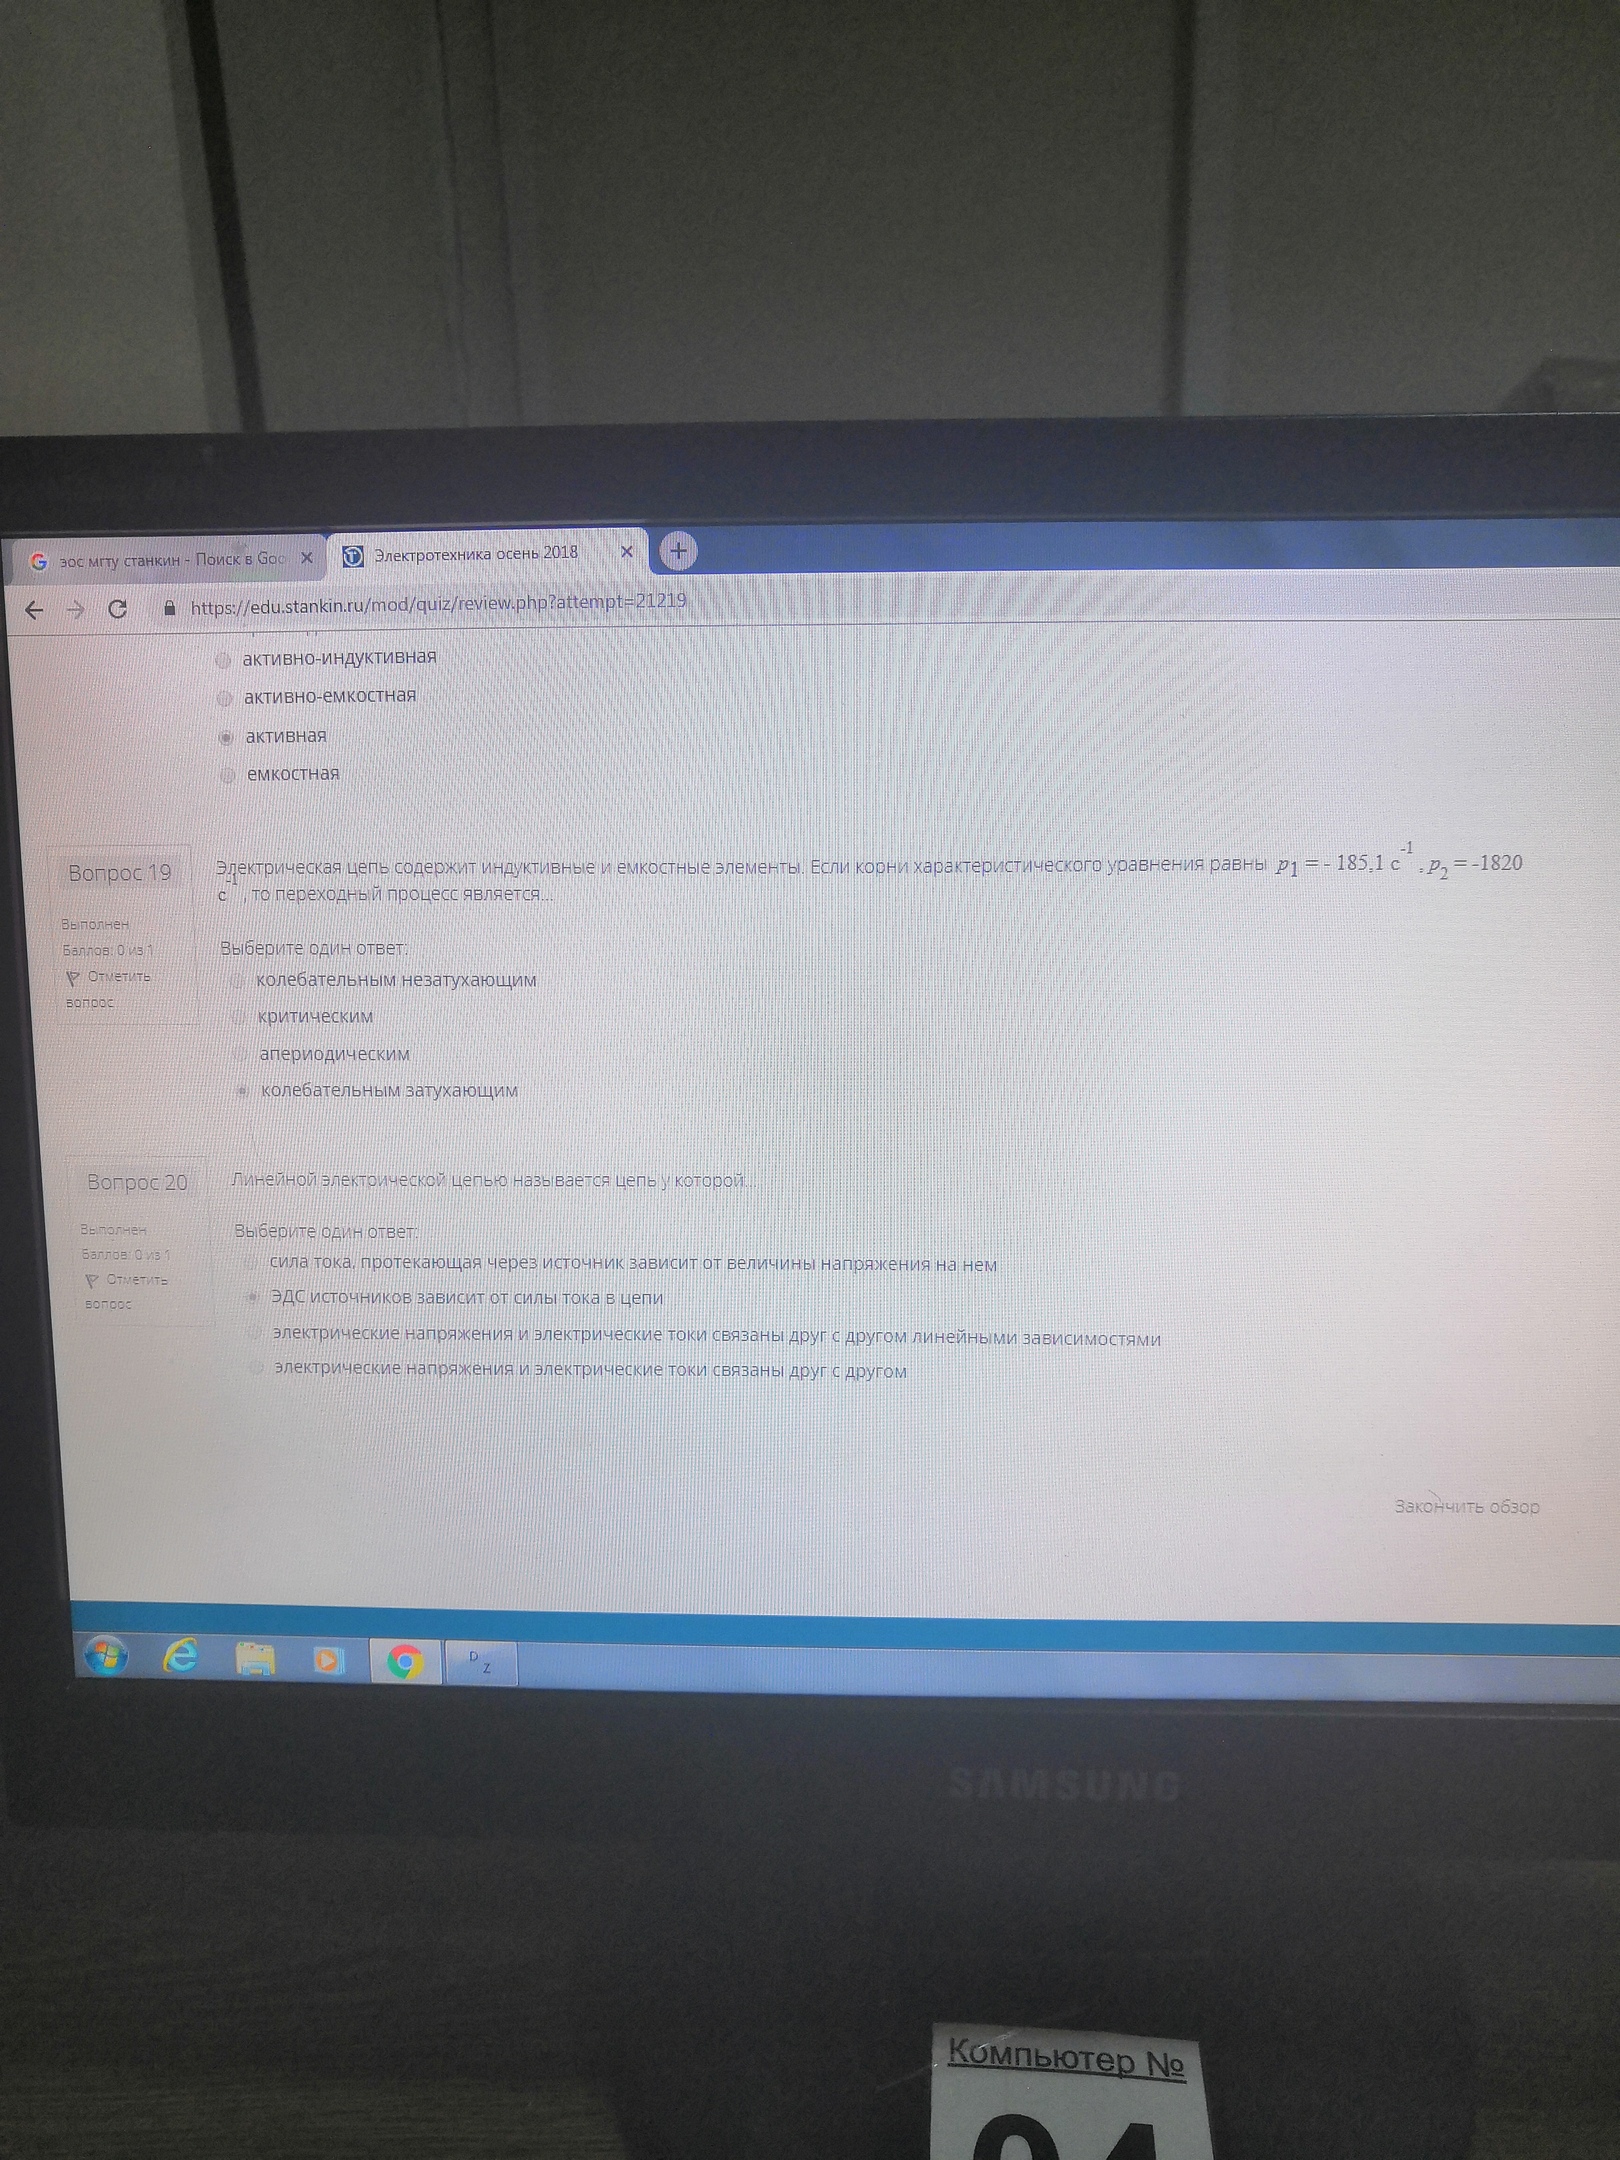 эос мгту станкин - Поиск в Goo
Электротехника осень 2018
https://edu.stankin.ru/mod/quiz/review.php?attempt=21219
активно-индуктивная
активно-емкостная
активная
емкостная
Вопрос 19
Выполнен
Баллов: 0 из 1
Отметить
вопрос
Электрическая цепь содержит индуктивные и емкостные элементы. Если корни характеристического уравнения равны p1 = - 185,1 с-1, p2 = -1820
с-1, то переходный процесс является...
Выберите один ответ:
колебательным незатухающим
критическим
апериодическим
колебательным затухающим
Вопрос 20
Выполнен
Баллов: 0 из 1
Отметить
вопрос
Линейной электрической цепью называется цепь у которой...
Выберите один ответ:
сила тока, протекающая через источник зависит от величины напряжения на нем
ЭДС источников зависит от силы тока в цепи
электрические напряжения и электрические токи связаны друг с другом линейными зависимостями
электрические напряжения и электрические токи связаны друг с другом
Закончить обзор
D
Z
SAMSUNG
Компьютер №
04